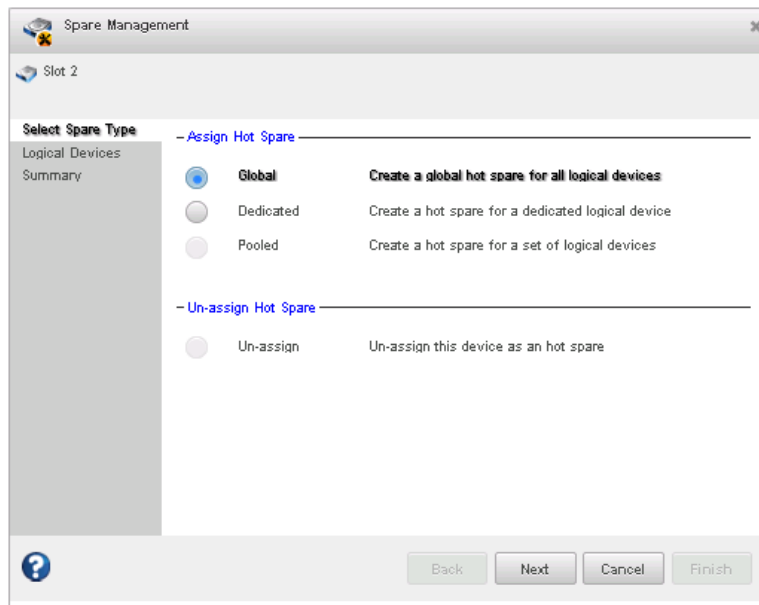 Spare Management
Slot 2
Select Spare Type
Logical Devices
Summary
Assign Hot Spare
Global Create a global hot spare for all logical devices
Dedicated Create a hot spare for a dedicated logical device
Pooled Create a hot spare for a set of logical devices
Un-assign Hot Spare
Un-assign Un-assign this device as an hot spare
? Back Next Cancel Finish